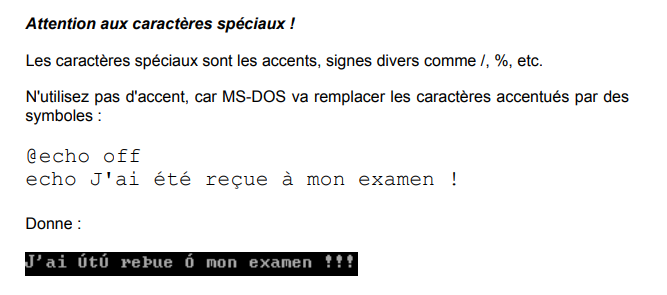 Attention aux caractères spéciaux !
Les caractères spéciaux sont les accents, signes divers comme /, %, etc.
N'utilisez pas d'accent, car MS-DOS va remplacer les caractères accentués par des
symboles :
@echo off
echo J'ai été reçue à mon examen !
Donne :
J'ai Útú reÞue Ó mon examen !!!